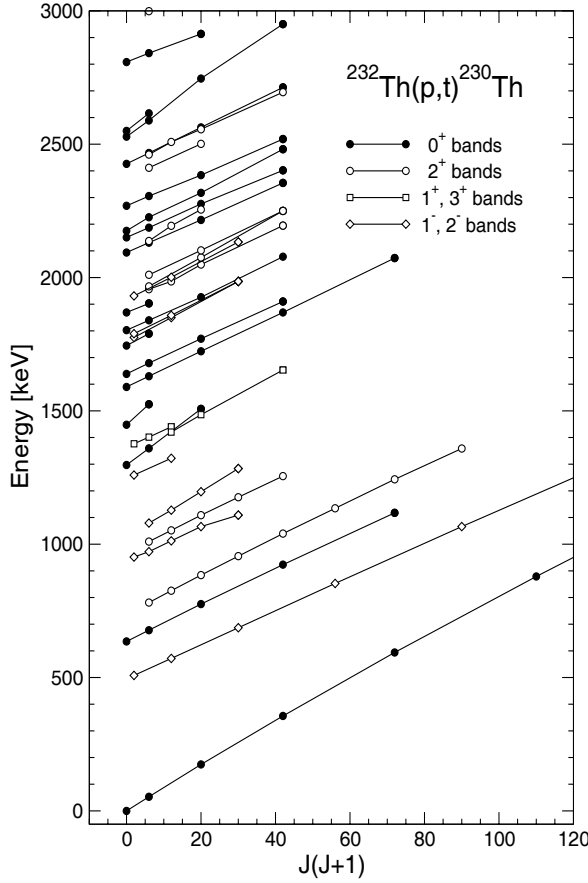 3000
2500
2000
1500
1000
500
0
Energy [keV]
0 20 40 60 80 100 120
J(J+1)
²³²Th(p,t)²³⁰Th
0⁺ bands
2⁺ bands
1⁺, 3⁺ bands
1⁻, 2⁻ bands